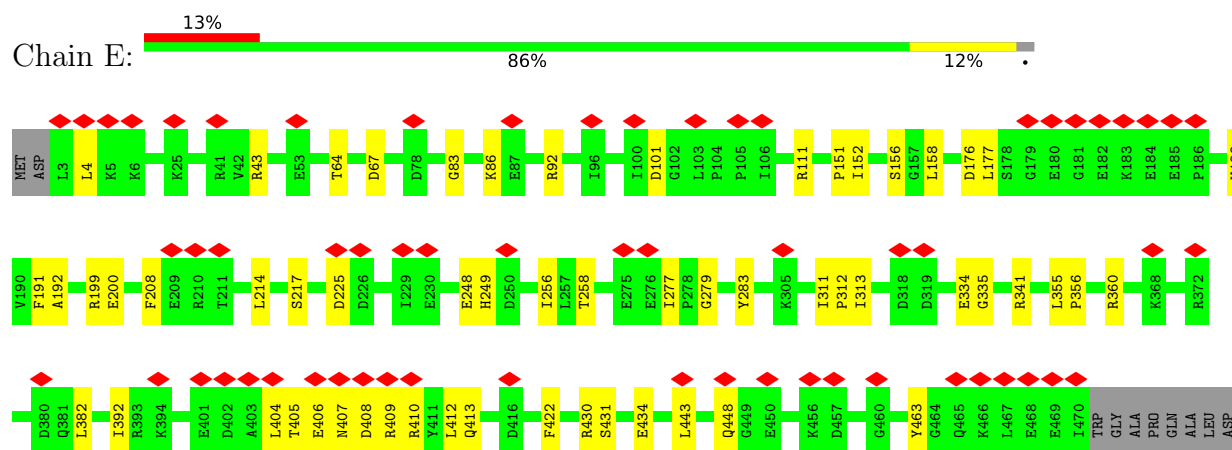 13%
Chain E:
86%
12%
•
MET ASP L3 L4 K5 K6 K25 R41 V42 R43 E53 T64 D67 D78 G83 K86 E87 R92 I96 I100 D101 G102 L103 P104 P105 I106 R111 P151 I152 S156 G157 L158 D176 L177 S178 G179 E180 G181 E182 K183 E184 E185 P186
V190 F191 A192 R199 E200 F208 E209 R210 T211 L214 S217 D225 D226 I229 E230 E248 H249 D250 I256 L257 T258 E275 E276 I277 P278 G279 Y283 K305 I311 P312 I313 D318 D319 E334 G335 R341 L355 P356 R360 K368 R372
D380 Q381 L382 I392 R393 K394 E401 D402 A403 L404 T405 E406 N407 D408 R409 R410 Y411 L412 Q413 D416 F422 R430 S431 E434 L443 Q448 G449 E450 K456 D457 G460 Y463 G464 Q465 K466 L467 E468 E469 I470 TRP GLY ALA PRO GLN ALA LEU ASP